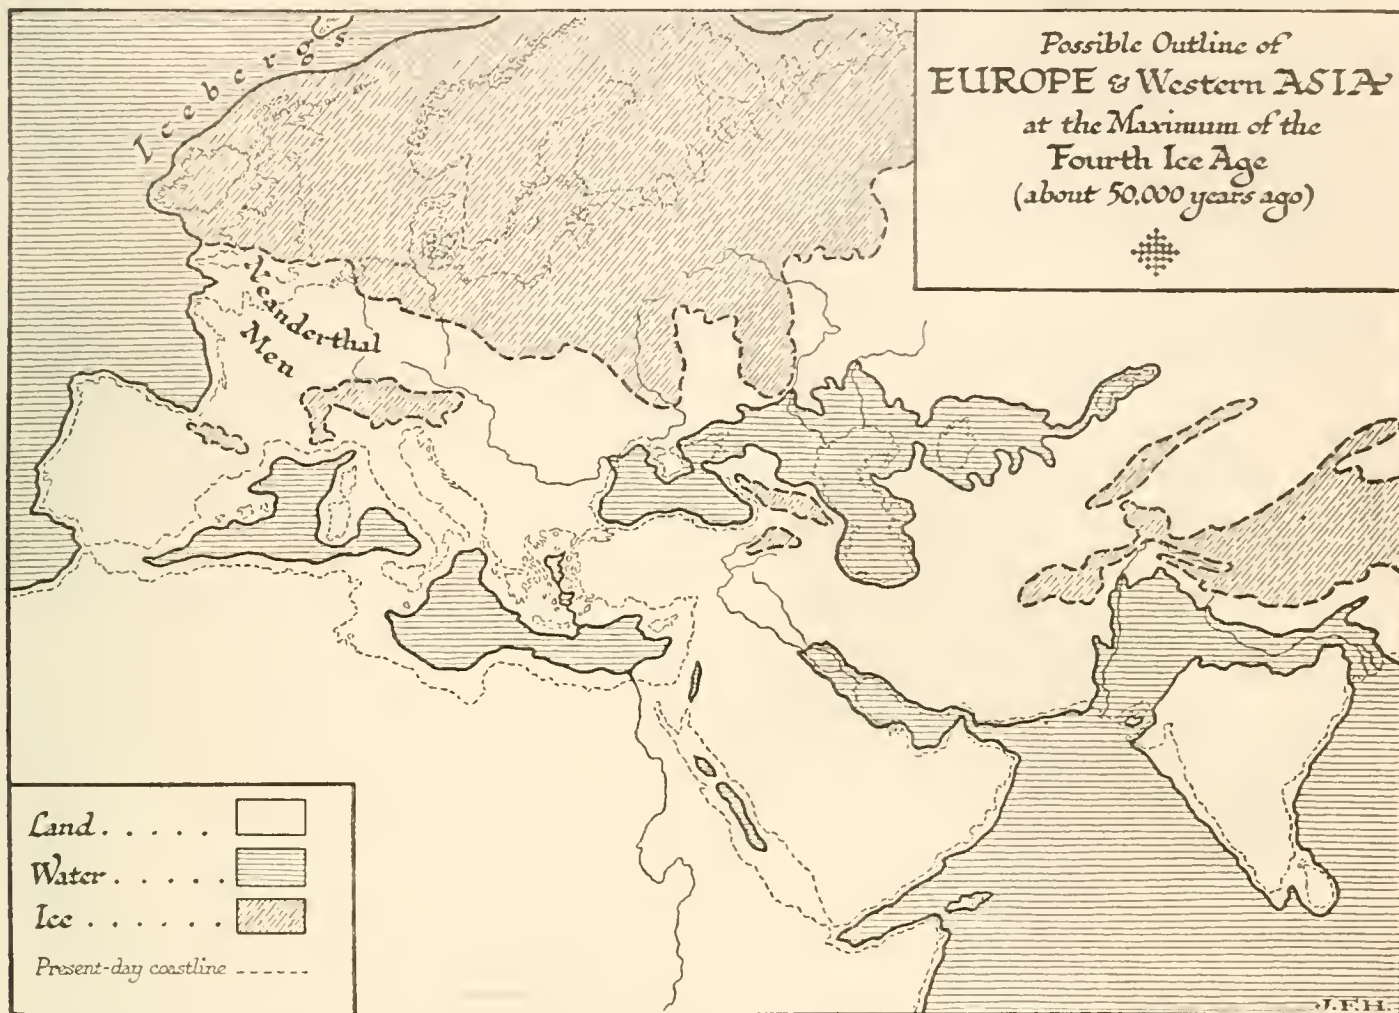 Icebergs.
Possible Outline of
EUROPE & Western ASIA
at the Maximum of the
Fourth Ice Age
(about 50,000 years ago)
Neanderthal
Men
Land . . . . . .
Water . . . . . .
Ice . . . . . . .
Present-day coastline ------
J.F.H.